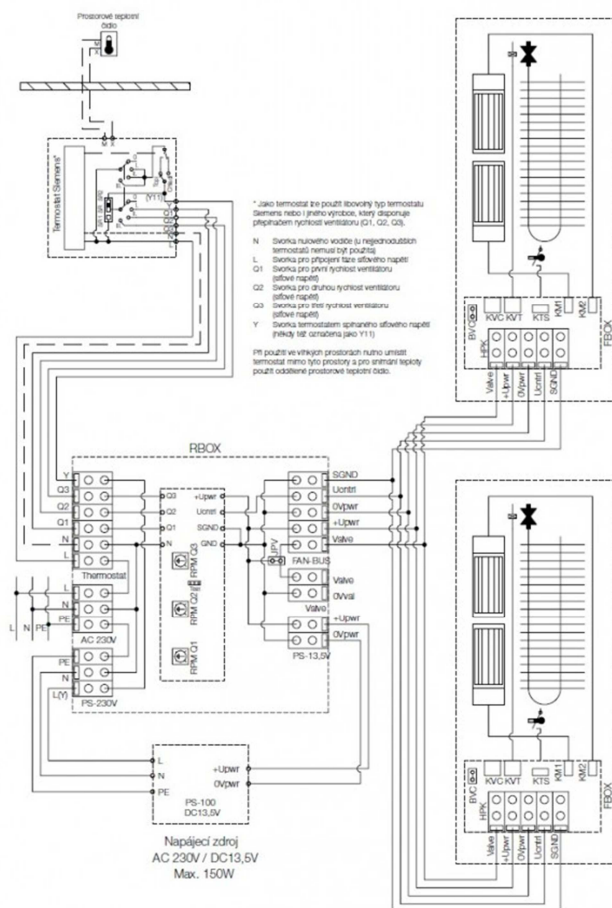 Prostorové teplotní
čidlo
M
Termostat Siemens*
(Y11)
* Jako termostat lze použít libovolný typ termostatu
Siemens nebo i jiného výrobce, který disponuje
přepínačem rychlosti ventilátoru (Q1, Q2, Q3).
N Svorka nulového vodiče (u nejjednodušších
termostatů nemusí být použita)
L Svorka pro připojení fáze síťového napětí
Q1 Svorka pro první rychlost ventilátoru
(síťové napětí)
Q2 Svorka pro druhou rychlost ventilátoru
(síťové napětí)
Q3 Svorka pro třetí rychlost ventilátoru
(síťové napětí)
Y Svorka termostatem spínaného síťového napětí
(někdy též označena jako Y11)
Při použití ve vlhkých prostorách nutno umístit
termostat mimo tyto prostory a pro snímání teploty
použít oddělené prostorové teplotní čidlo.
BVC
KVC
KVT
KTS
KM1
KM2
FBOX
HPK
Valve
+Upwr
0Vpwr
Ucntrl
SGND
RBOX
Y
Q3
Q2
Q1
N
L
Thermostat
L
N
PE
AC 230V
PE
N
L(Y)
PS-230V
L
N
PE
Q3
Q2
Q1
N
+Upwr
Ucntrl
SGND
GND
RPM Q3
RPM Q2
RPM Q1
JPV
SGND
Ucntrl
0Vpwr
+Upwr
Valve
FAN-BUS
Valve
0Vval
Valve
+Upwr
0Vpwr
PS-13,5V
L
N
PE
+Upwr
0Vpwr
PS-100
DC13,5V
Napájecí zdroj
AC 230V / DC13,5V
Max. 150W
BVC
KVC
KVT
KTS
KM1
KM2
FBOX
HPK
Valve
+Upwr
0Vpwr
Ucntrl
SGND